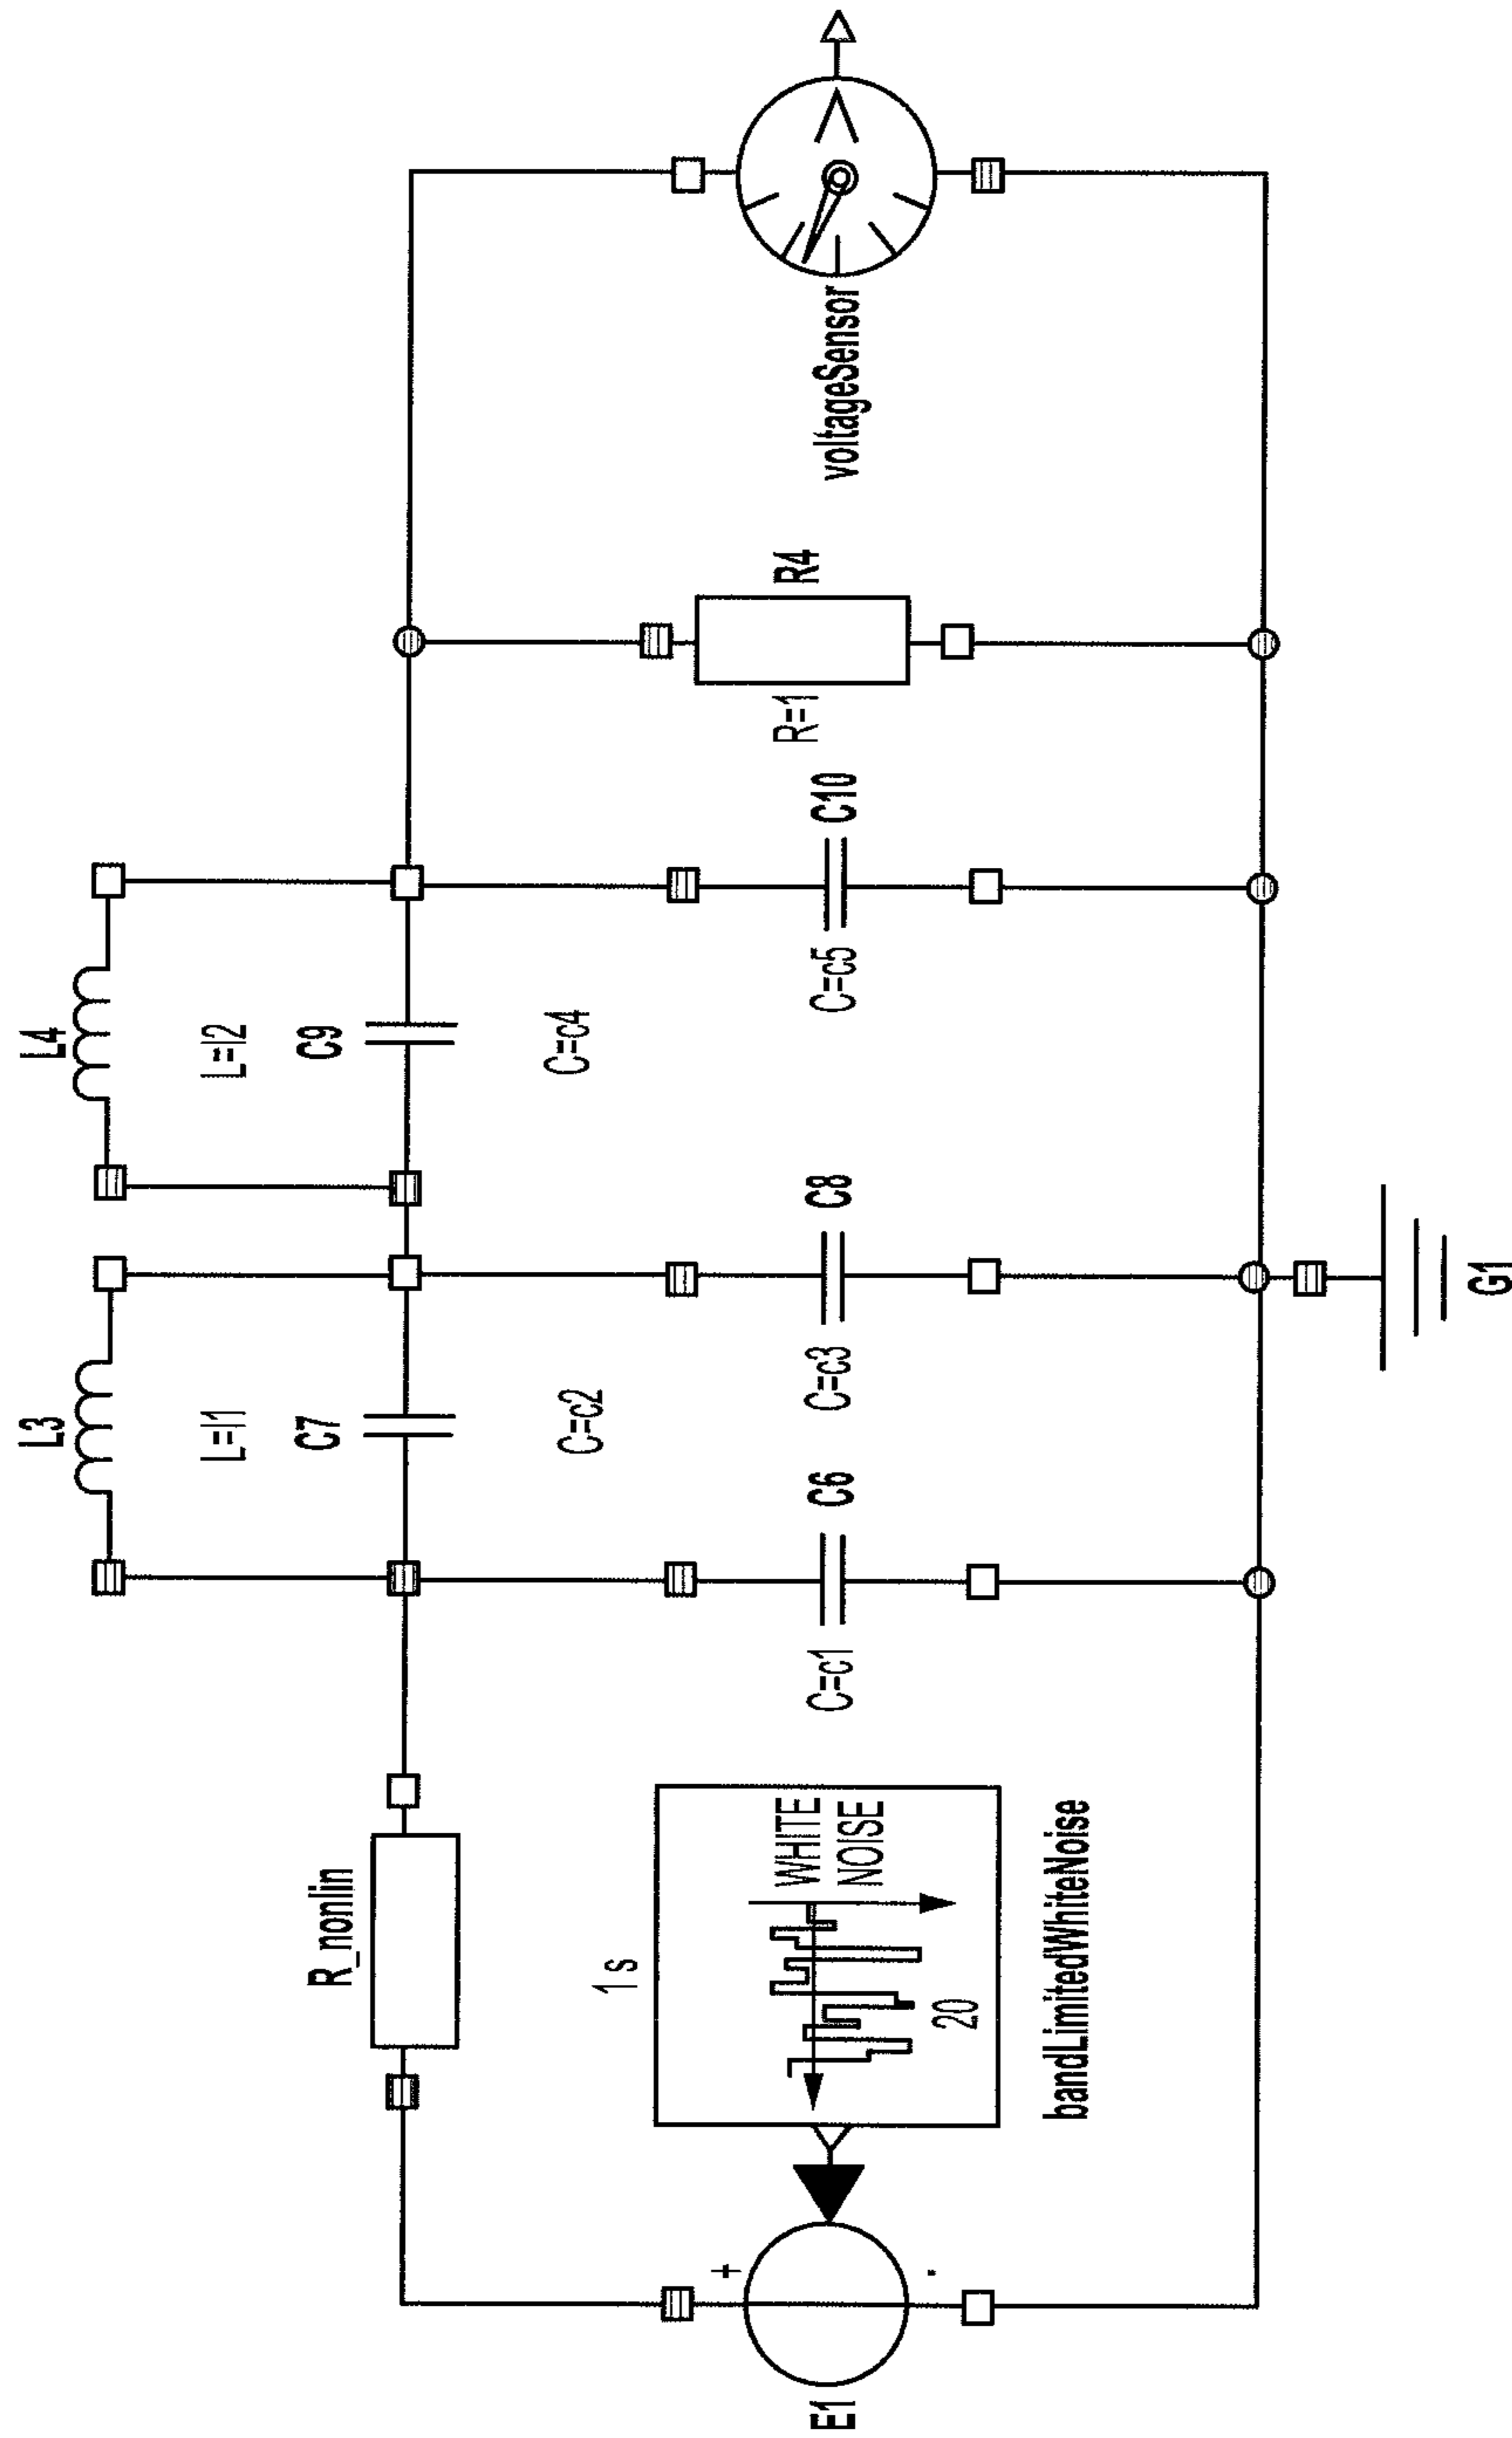 L3
L=l1
C7
C=c2
L4
L=l2
C9
C=c4
R_nonlin
1 s
WHITE
NOISE
20
bandLimitedWhiteNoise
E1
+
-
C=c1
C6
C=c3
C8
C=c5
C10
R=1
R4
voltageSensor
V
G1